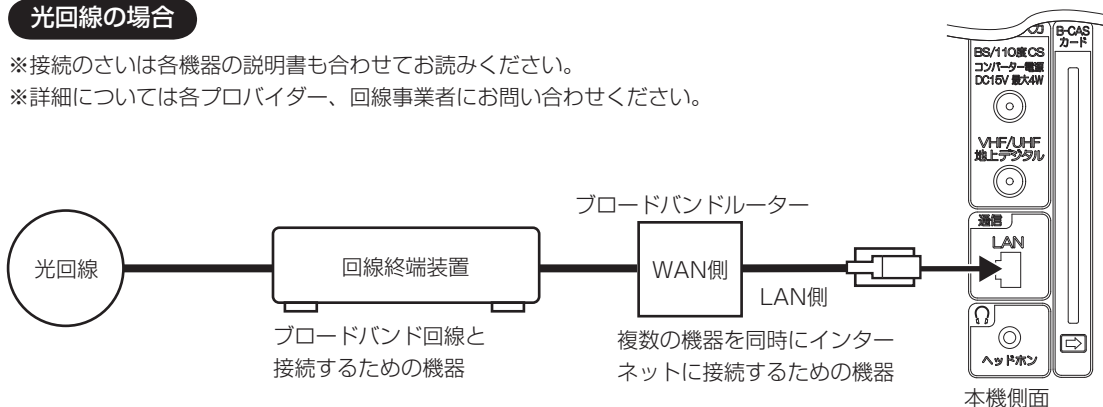 光回線の場合
※接続のさいは各機器の説明書も合わせてお読みください。
※詳細については各プロバイダー、回線事業者にお問い合わせください。
光回線
回線終端装置
ブロードバンド回線と
接続するための機器
ブロードバンドルーター
WAN側
LAN側
複数の機器を同時にインター
ネットに接続するための機器
B-CAS
カード
BS/110度CS
コンバーター電源
DC15V 最大4W
VHF/UHF
地上デジタル
通信
LAN
ヘッドホン
本機側面